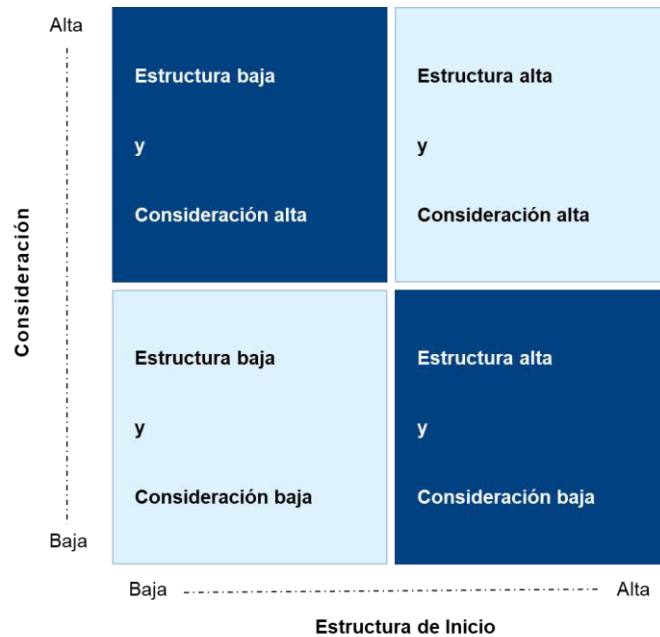 Alta
Estructura baja
y
Consideración alta
Estructura alta
y
Consideración alta
Consideración
Estructura baja
y
Consideración baja
Estructura alta
y
Consideración baja
Baja
Baja
Alta
Estructura de Inicio